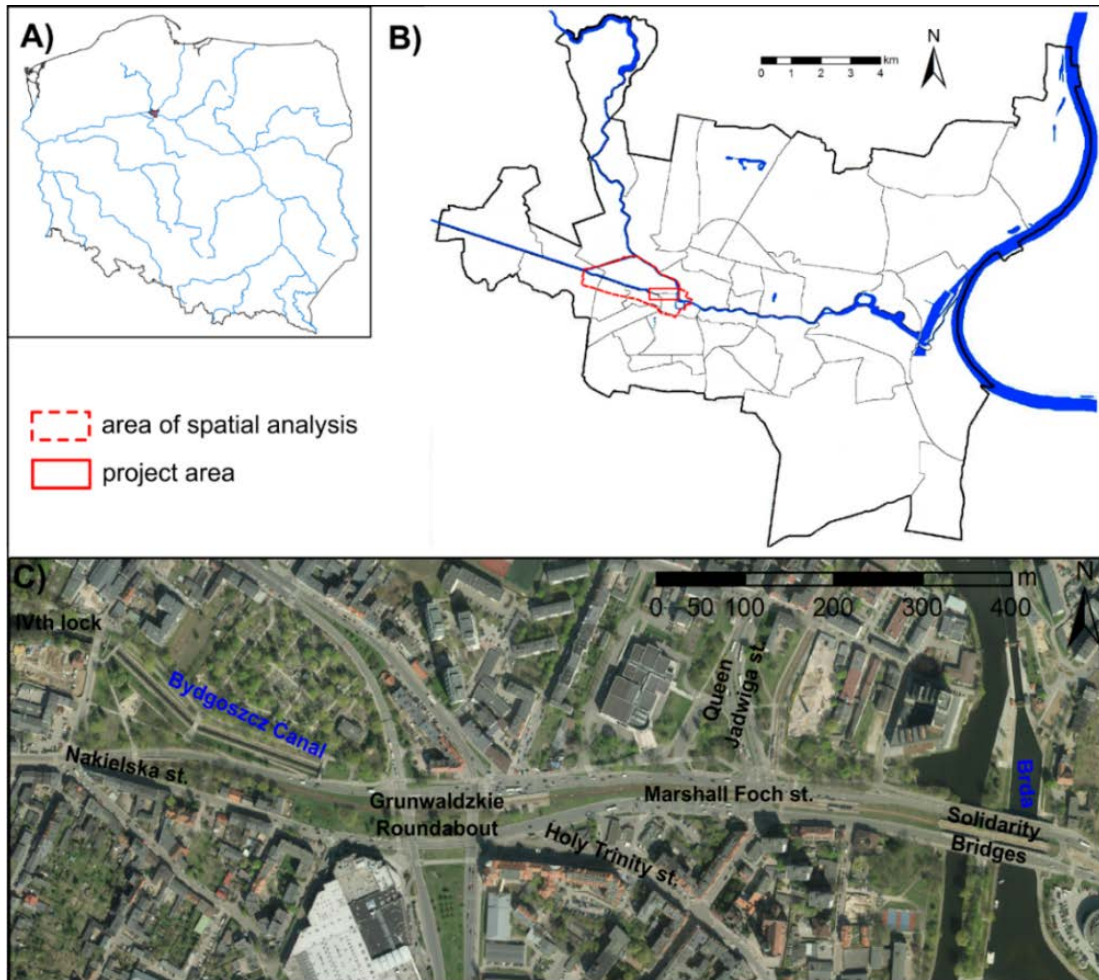 A)
B)
N
0 1 2 3 4 km
area of spatial analysis
project area
C)
0 50 100 200 300 400 m
N
IVth lock
Bydgoszcz Canal
Queen
Jadwiga st.
Nakielska st.
Grunwaldzkie
Roundabout
Marshall Foch st.
Holy Trinity st.
Brda
Solidarity
Bridges